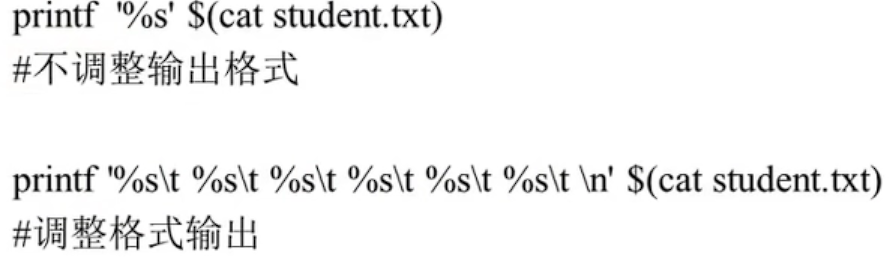 printf '%s' $(cat student.txt)
#不调整输出格式
printf '%s\t %s\t %s\t %s\t %s\t %s\t \n' $(cat student.txt)
#调整格式输出